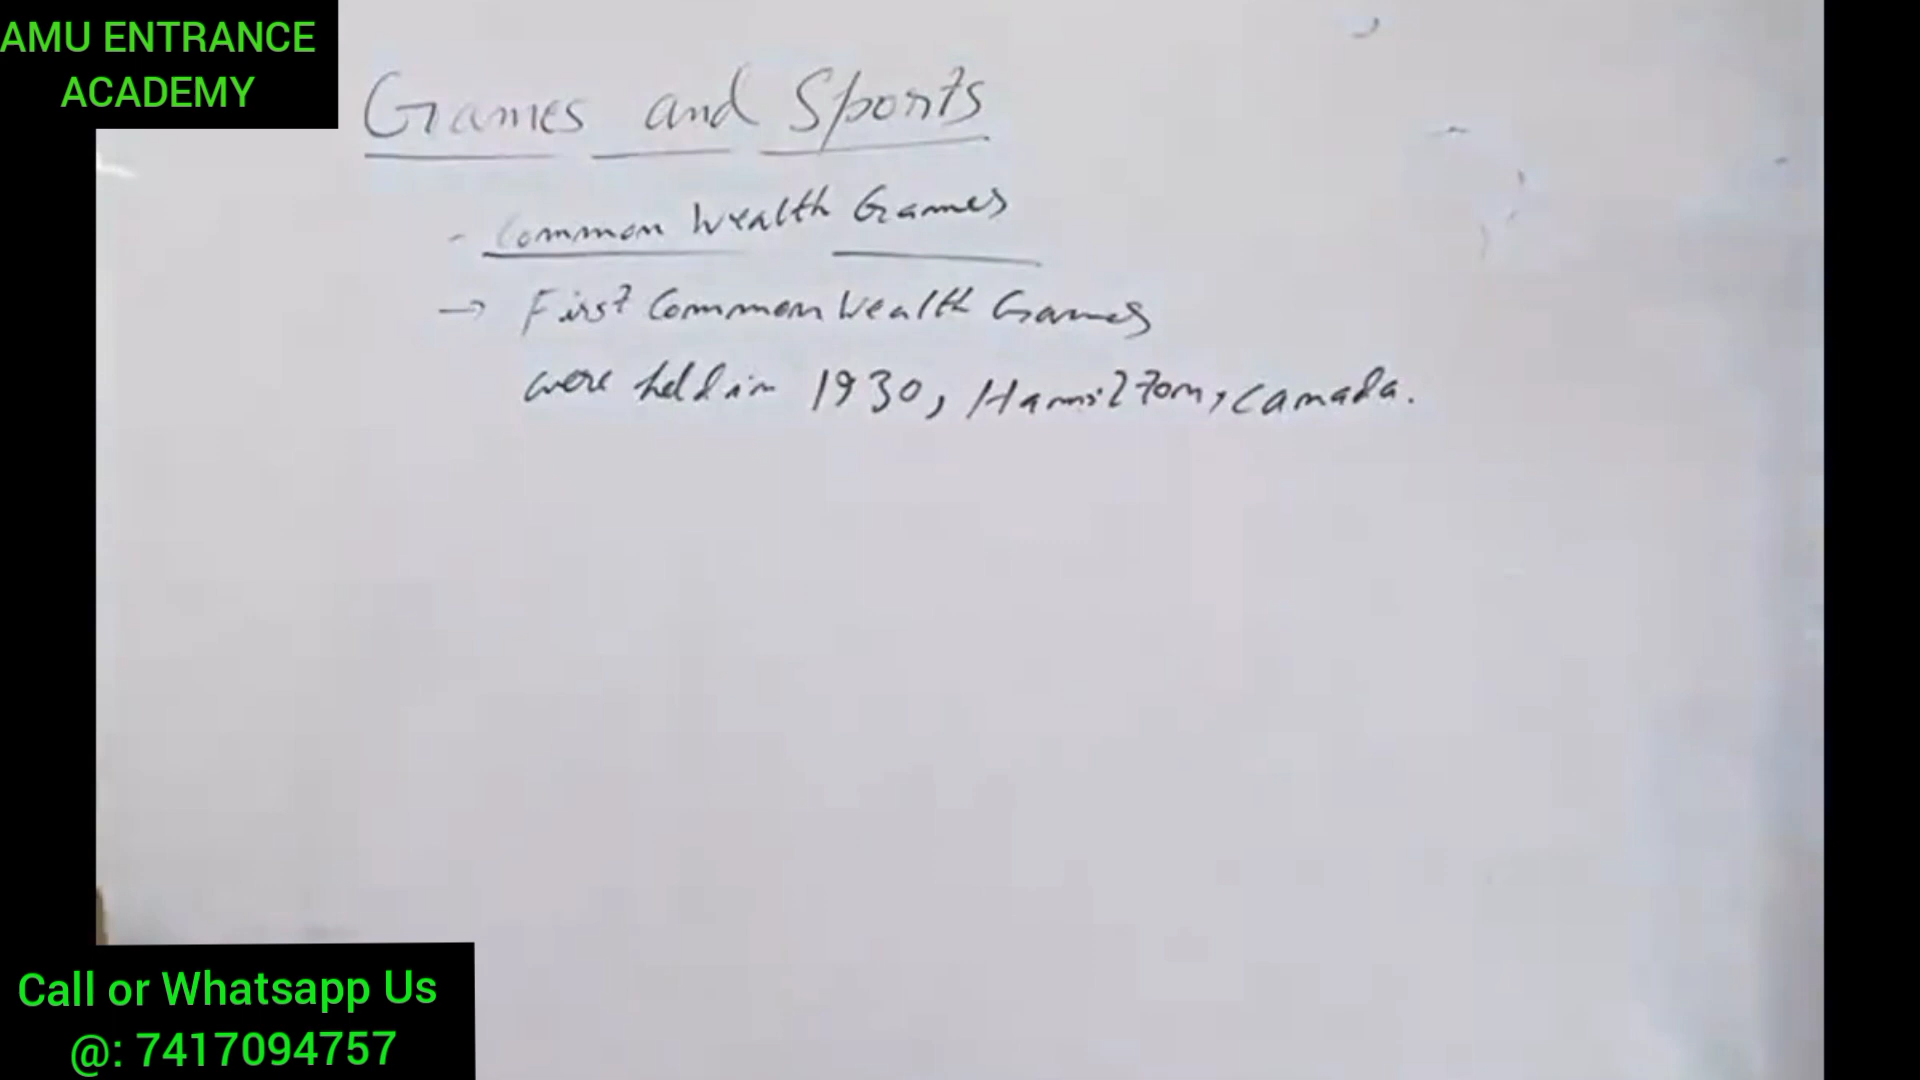 AMU ENTRANCE
ACADEMY
Games and Sports
- Common Wealth Games
→ First Common Wealth Games
were held in 1930, Hamilton, Canada.
Call or Whatsapp Us
@: 7417094757